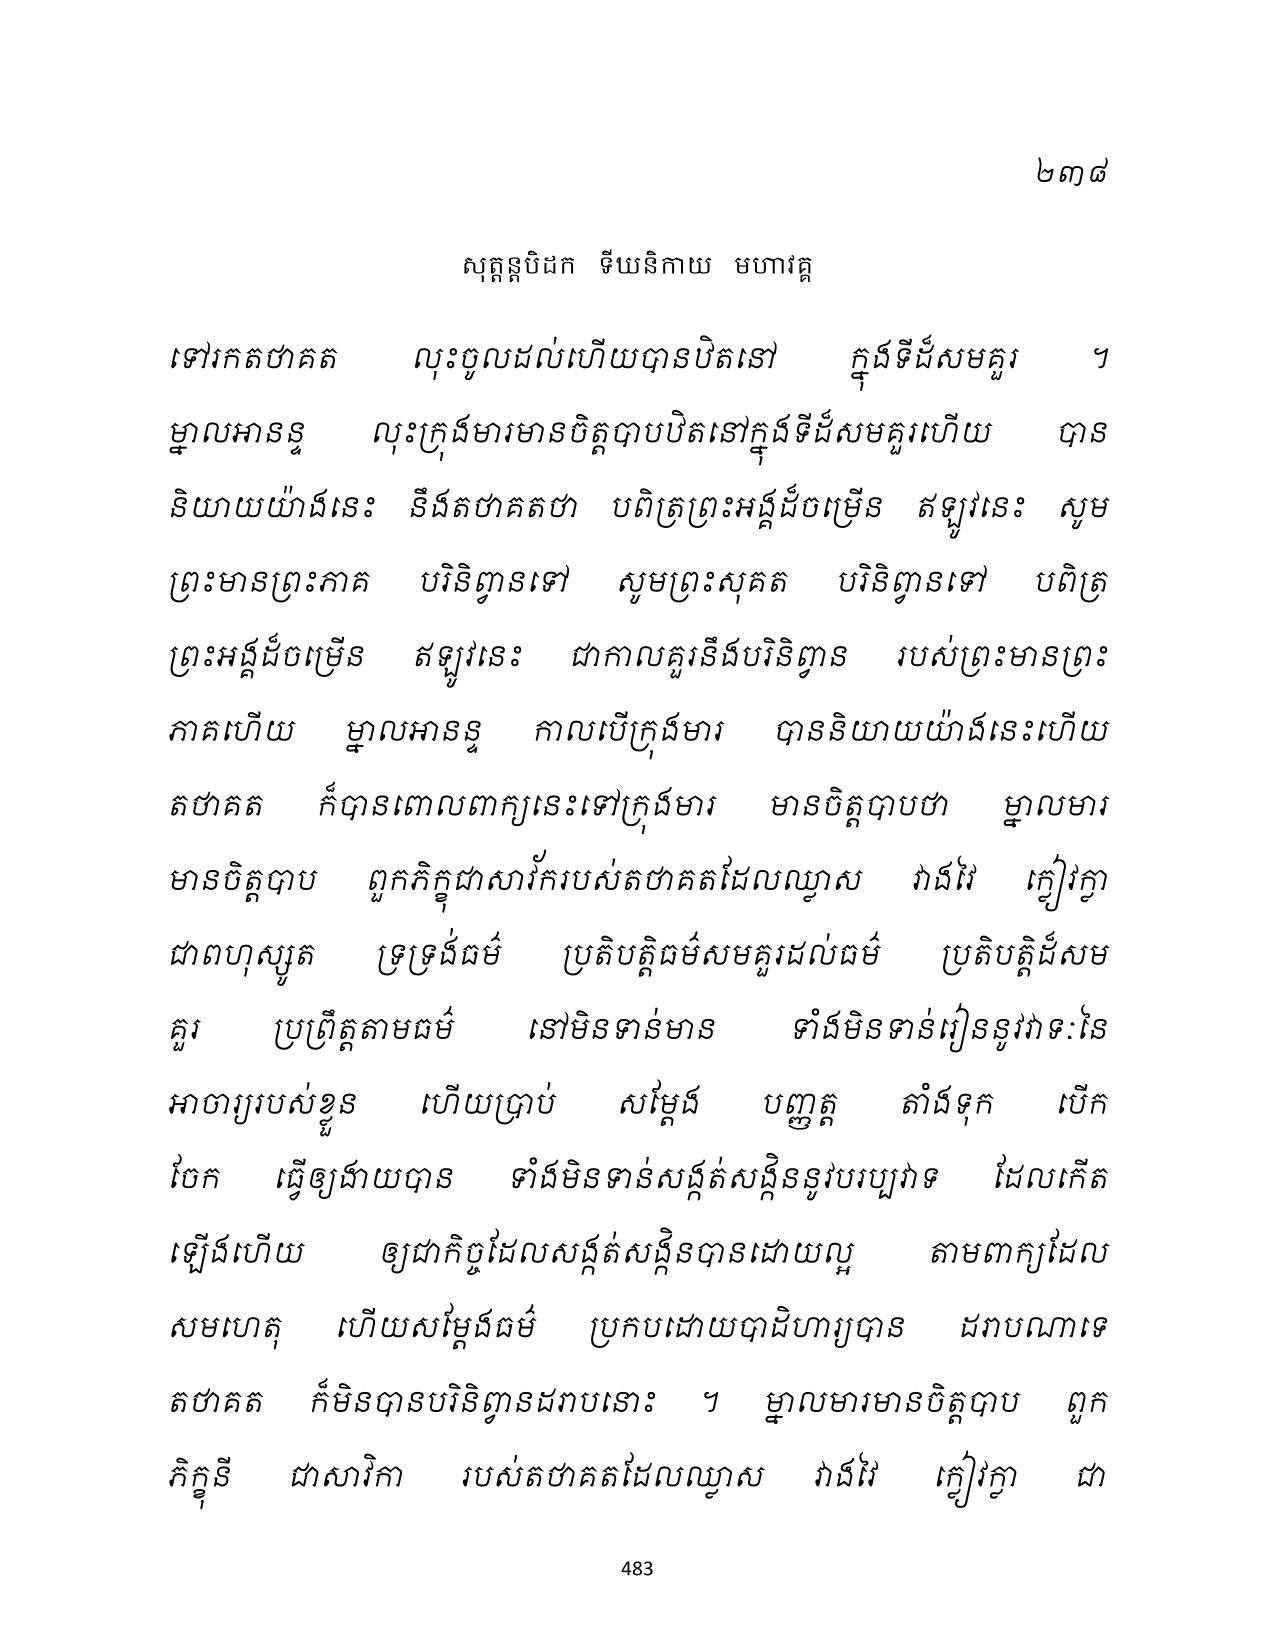 ២៣៨
សុត្តន្តបិដក ទីឃនិកាយ មហាវគ្គ
ទៅរកតថាគត លុះចូលដល់ហើយបានឋិតនៅ ក្នុងទីដ៏សមគួរ ។
ម្នាលអានន្ទ លុះក្រុងមារមានចិត្តបាបឋិតនៅក្នុងទីដ៏សមគួរហើយ បាន
និយាយយ៉ាងនេះ នឹងតថាគតថា បពិត្រព្រះអង្គដ៏ចម្រើន ឥឡូវនេះ សូម
ព្រះមានព្រះភាគ បរិនិព្វានទៅ សូមព្រះសុគត បរិនិព្វានទៅ បពិត្រ
ព្រះអង្គដ៏ចម្រើន ឥឡូវនេះ ជាកាលគួរនឹងបរិនិព្វាន របស់ព្រះមានព្រះ
ភាគហើយ ម្នាលអានន្ទ កាលបើក្រុងមារ បាននិយាយយ៉ាងនេះហើយ
តថាគត ក៏បានពោលពាក្យនេះទៅក្រុងមារ មានចិត្តបាបថា ម្នាលមារ
មានចិត្តបាប ពួកភិក្ខុជាសាវ័ករបស់តថាគតដែលឈ្លាស វាងវៃ ក្លៀវក្លា
ជាពហុស្សូត ទ្រទ្រង់ធម៌ ប្រតិបត្តិធម៌សមគួរដល់ធម៌ ប្រតិបត្តិដ៏សម
គួរ ប្រព្រឹត្តតាមធម៌ នៅមិនទាន់មាន ទាំងមិនទាន់រៀននូវវាទៈនៃ
អាចារ្យរបស់ខ្លួន ហើយប្រាប់ សម្តែង បញ្ញត្ត តាំងទុក បើក
ចែក ធ្វើឲ្យងាយបាន ទាំងមិនទាន់សង្កត់សង្កិននូវបរប្បវាទ ដែលកើត
ឡើងហើយ ឲ្យជាកិច្ចដែលសង្កត់សង្កិនបានដោយល្អ តាមពាក្យដែល
សមហេតុ ហើយសម្តែងធម៌ ប្រកបដោយបាដិហារ្យបាន ដរាបណាទេ
តថាគត ក៏មិនបានបរិនិព្វានដរាបនោះ ។ ម្នាលមារមានចិត្តបាប ពួក
ភិក្ខុនី ជាសាវិកា របស់តថាគតដែលឈ្លាស វាងវៃ ក្លៀវក្លា ជា
483